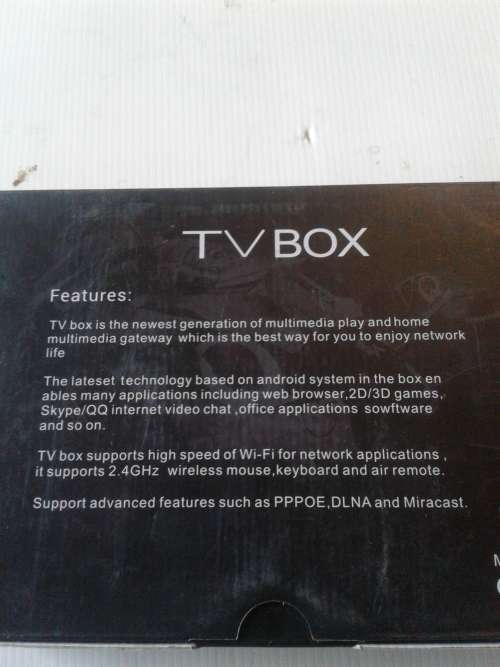 TV BOX
Features:
TV box is the newest generation of multimedia play and home
multimedia gateway which is the best way for you to enjoy network
life
The lateset technology based on android system in the box en
ables many applications including web browser,2D/3D games,
Skype/QQ internet video chat ,office applications sowftware
and so on.
TV box supports high speed of Wi-Fi for network applications ,
it supports 2.4GHz wireless mouse,keyboard and air remote.
Support advanced features such as PPPOE,DLNA and Miracast.